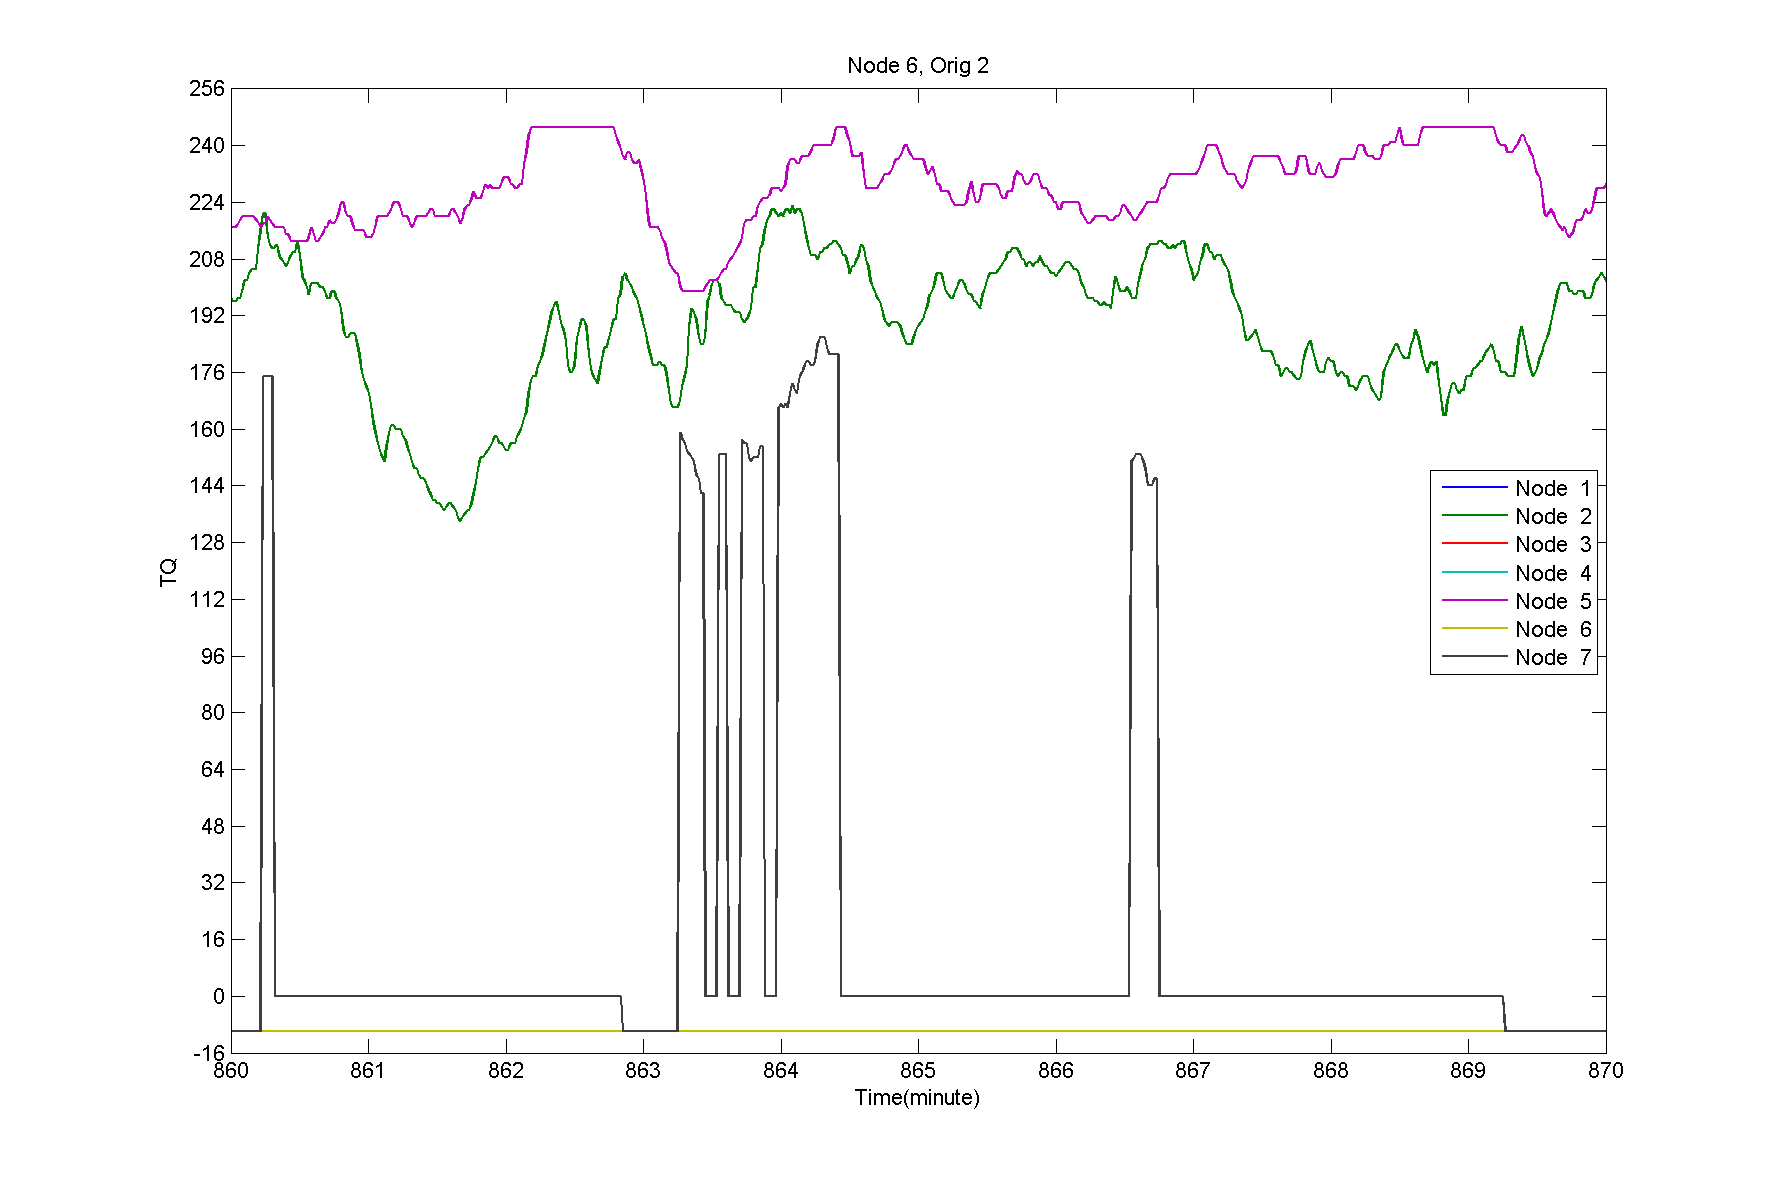 Node 6, Orig 2
256
240
224
208
192
176
160
144
128
112
96
80
64
48
32
16
0
-16
TQ
Node 1
Node 2
Node 3
Node 4
Node 5
Node 6
Node 7
860 861 862 863 864 865 866 867 868 869 870
Time(minute)